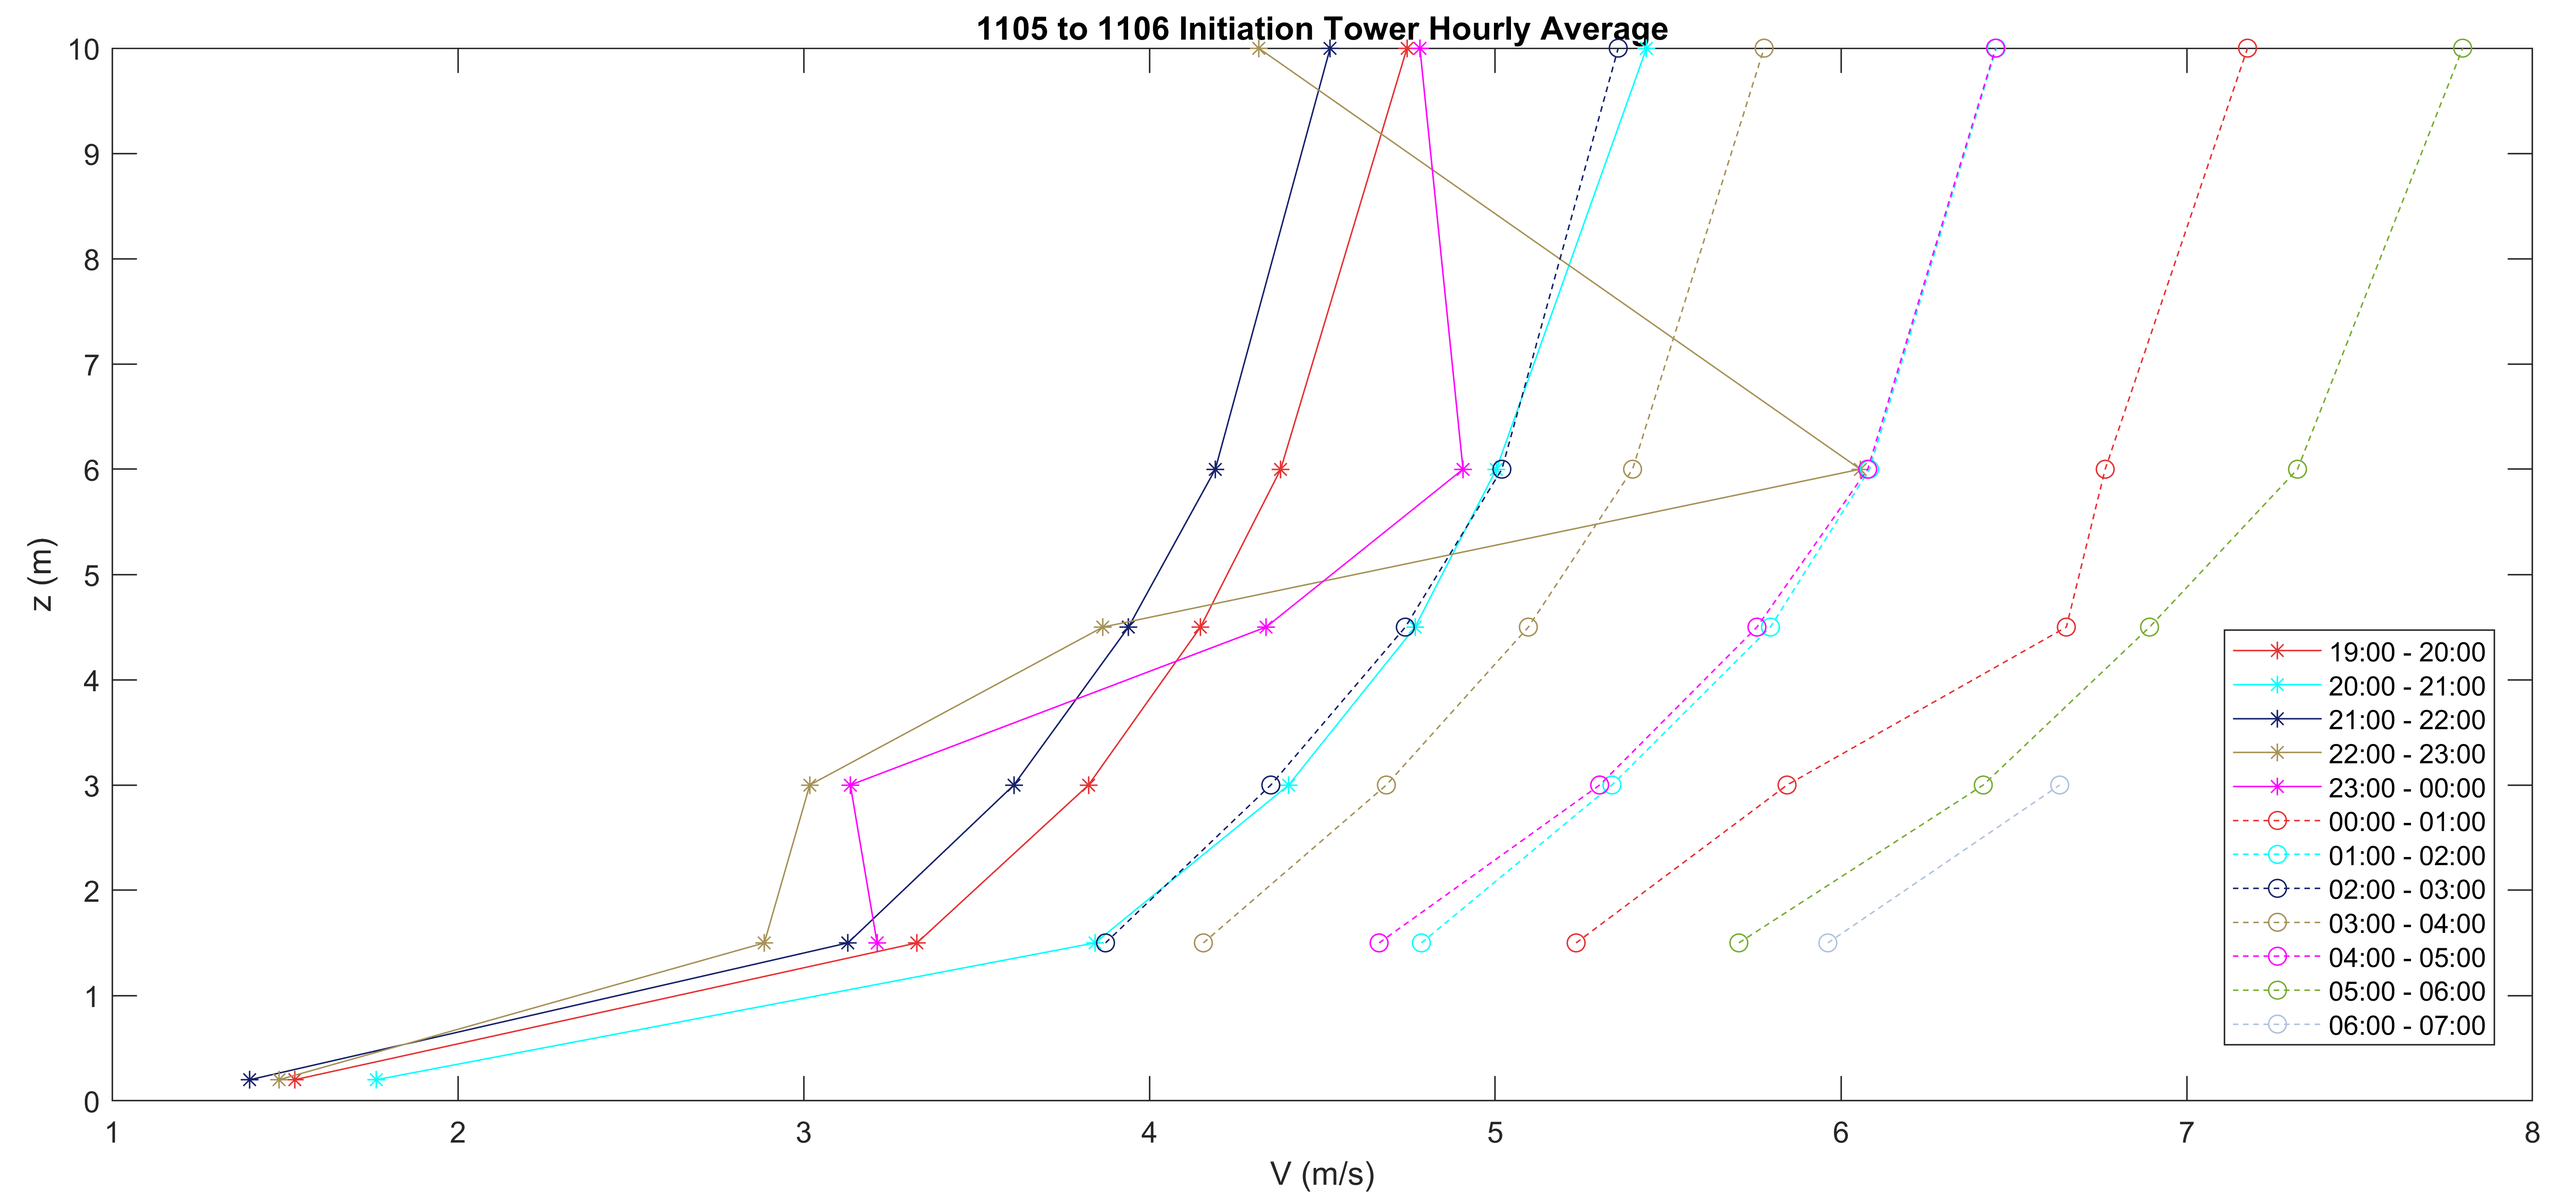 1105 to 1106 Initiation Tower Hourly Average
10
9
8
7
6
5
4
3
2
1
0
z (m)
1 2 3 4 5 6 7 8
V (m/s)
19:00 - 20:00
20:00 - 21:00
21:00 - 22:00
22:00 - 23:00
23:00 - 00:00
00:00 - 01:00
01:00 - 02:00
02:00 - 03:00
03:00 - 04:00
04:00 - 05:00
05:00 - 06:00
06:00 - 07:00